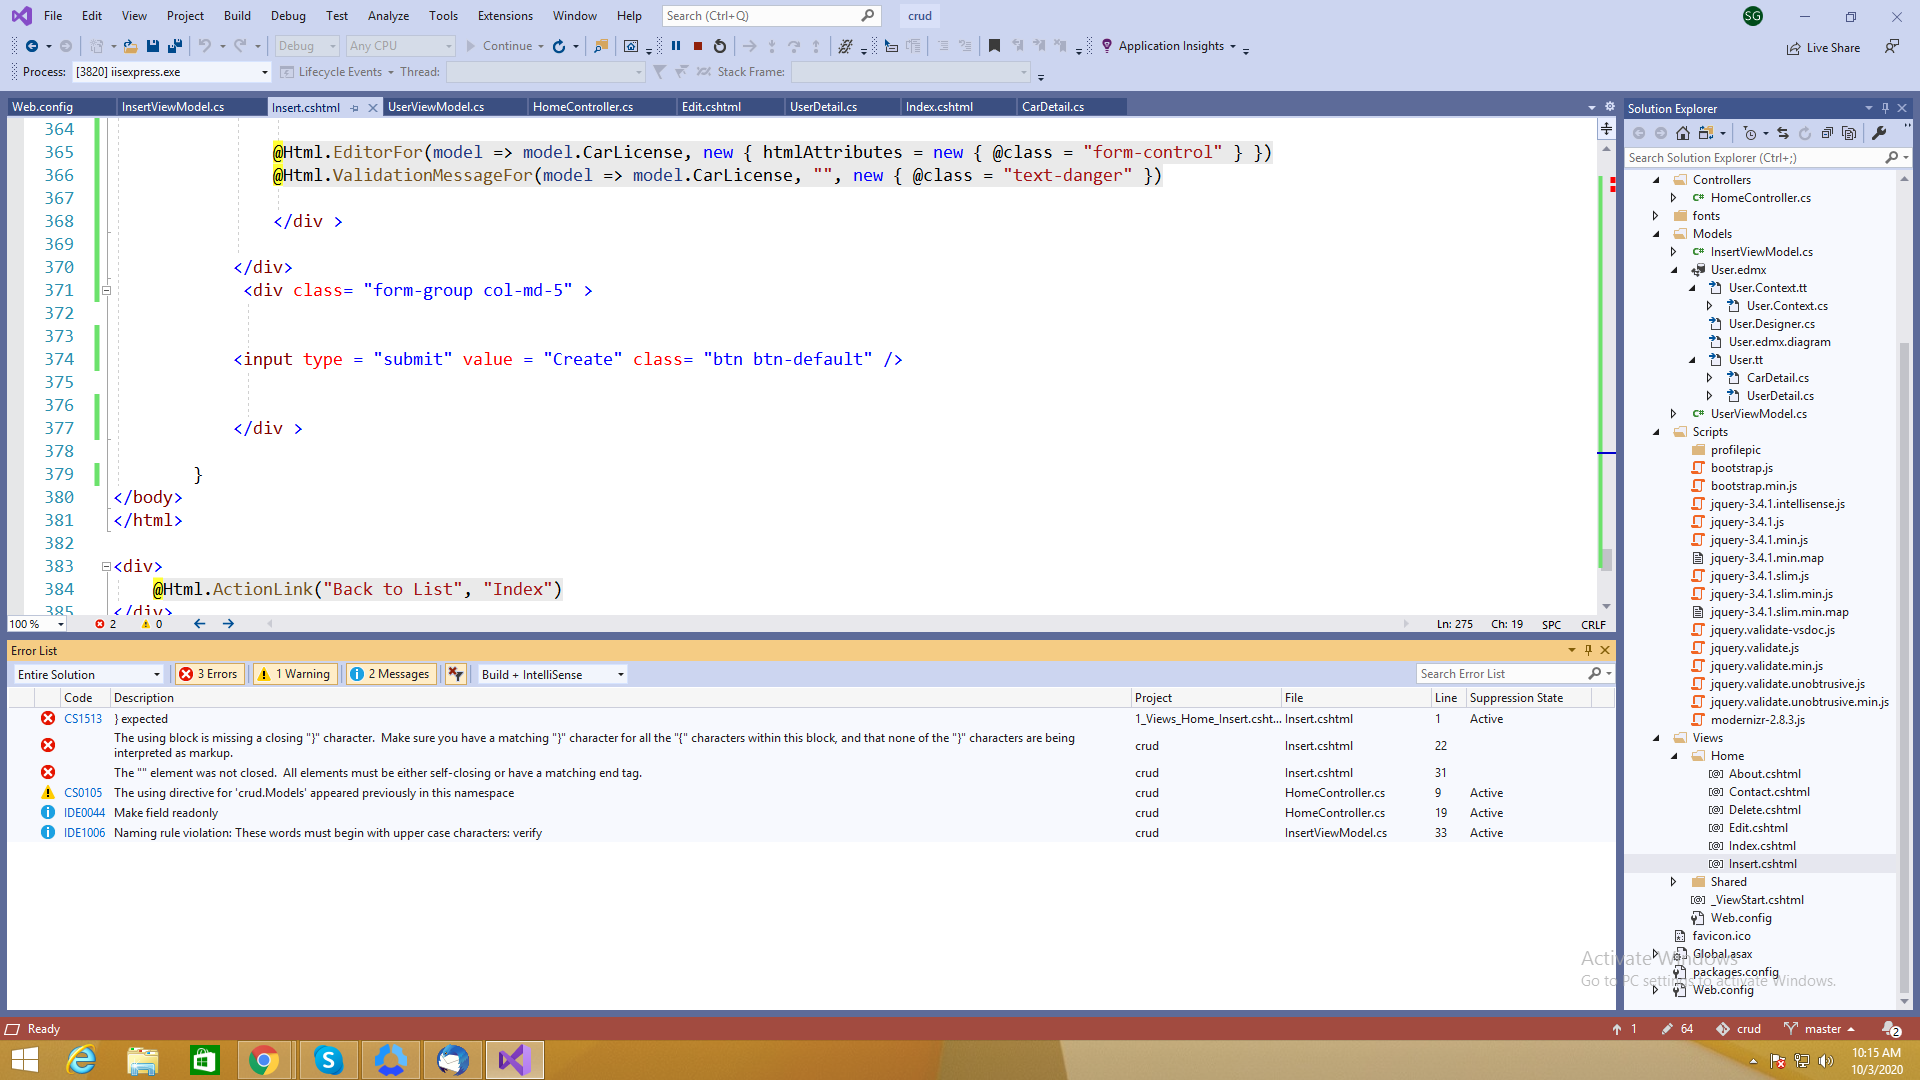 File Edit View Project Build Debug Test Analyze Tools Extensions Window Help Search (Ctrl+Q) crud SG
Debug Any CPU Continue Application Insights Live Share
Process: [3820] iisexpress.exe Lifecycle Events Thread: Stack Frame:
Web.config InsertViewModel.cs Insert.cshtml UserViewModel.cs HomeController.cs Edit.cshtml UserDetail.cs Index.cshtml CarDetail.cs
364
365 @Html.EditorFor(model => model.CarLicense, new { htmlAttributes = new { @class = "form-control" } })
366 @Html.ValidationMessageFor(model => model.CarLicense, "", new { @class = "text-danger" })
367
368 </div >
369
370 </div>
371 <div class= "form-group col-md-5" >
372
373
374 <input type = "submit" value = "Create" class= "btn btn-default" />
375
376
377 </div >
378
379 }
380 </body>
381 </html>
382
383 <div>
384 @Html.ActionLink("Back to List", "Index")
385 </div>
100 % 2 0 Ln: 275 Ch: 19 SPC CRLF
Error List
Entire Solution 3 Errors 1 Warning 2 Messages Build + IntelliSense Search Error List
Code Description Project File Line Suppression State
CS1513 } expected 1_Views_Home_Insert.csht... Insert.cshtml 1 Active
The using block is missing a closing "}" character. Make sure you have a matching "}" character for all the "{" characters within this block, and that none of the "}" characters are being
interpreted as markup. crud Insert.cshtml 22
The "" element was not closed. All elements must be either self-closing or have a matching end tag. crud Insert.cshtml 31
CS0105 The using directive for 'crud.Models' appeared previously in this namespace crud HomeController.cs 9 Active
IDE0044 Make field readonly crud HomeController.cs 19 Active
IDE1006 Naming rule violation: These words must begin with upper case characters: verify crud InsertViewModel.cs 33 Active
Solution Explorer
Search Solution Explorer (Ctrl+;)
Controllers
HomeController.cs
fonts
Models
InsertViewModel.cs
User.edmx
User.Context.tt
User.Context.cs
User.Designer.cs
User.edmx.diagram
User.tt
CarDetail.cs
UserDetail.cs
UserViewModel.cs
Scripts
profilepic
bootstrap.js
bootstrap.min.js
jquery-3.4.1.intellisense.js
jquery-3.4.1.js
jquery-3.4.1.min.js
jquery-3.4.1.min.map
jquery-3.4.1.slim.js
jquery-3.4.1.slim.min.js
jquery-3.4.1.slim.min.map
jquery.validate-vsdoc.js
jquery.validate.js
jquery.validate.min.js
jquery.validate.unobtrusive.js
jquery.validate.unobtrusive.min.js
modernizr-2.8.3.js
Views
Home
About.cshtml
Contact.cshtml
Delete.cshtml
Edit.cshtml
Index.cshtml
Insert.cshtml
Shared
_ViewStart.cshtml
Web.config
favicon.ico
Global.asax
packages.config
Web.config
Activate Windows
Go to PC settings to activate Windows.
Ready 1 64 crud master 2
10:15 AM
10/3/2020